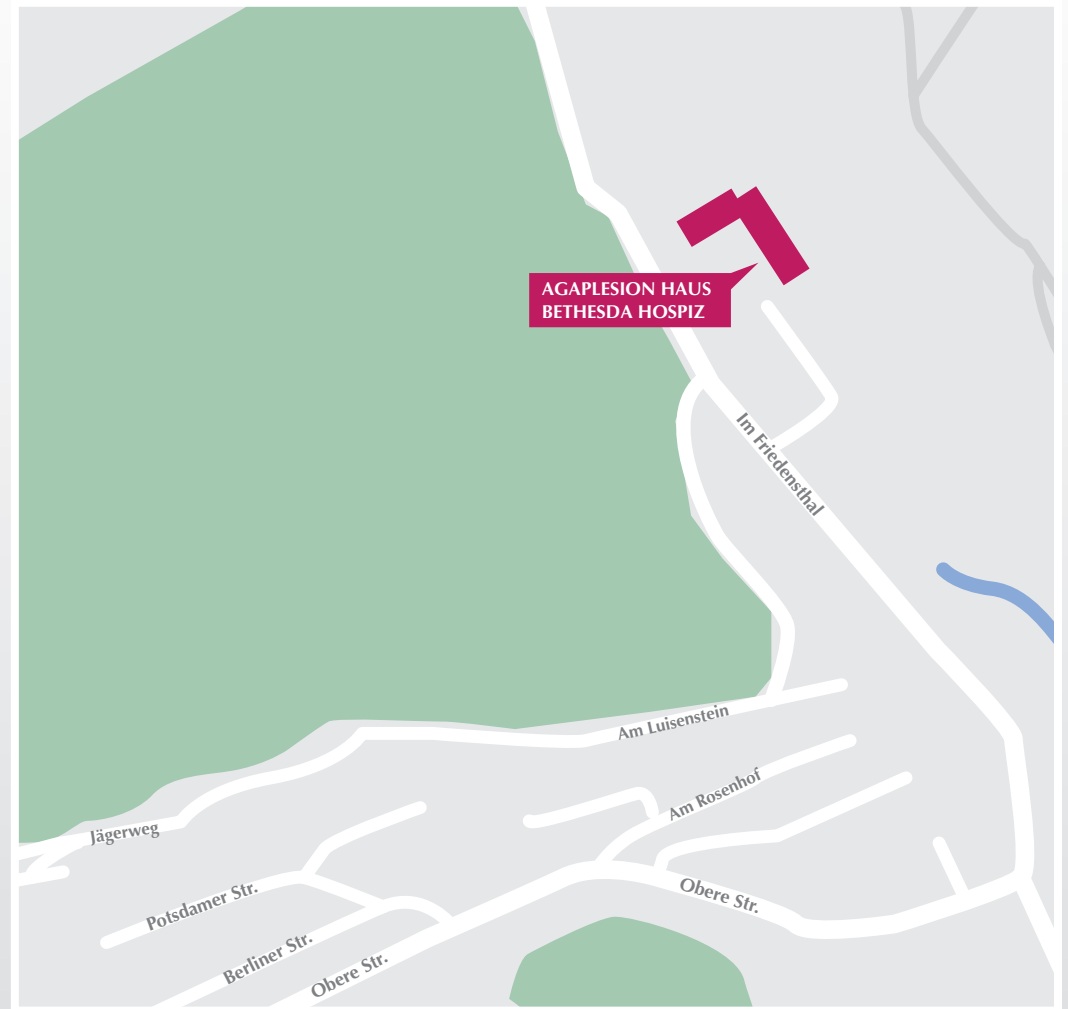 AGAPLESION HAUS
BETHESDA HOSPIZ
Im Friedensthal
Am Luisenstein
Am Rosenhof
Jägerweg
Potsdamer Str.
Obere Str.
Berliner Str.
Obere Str.